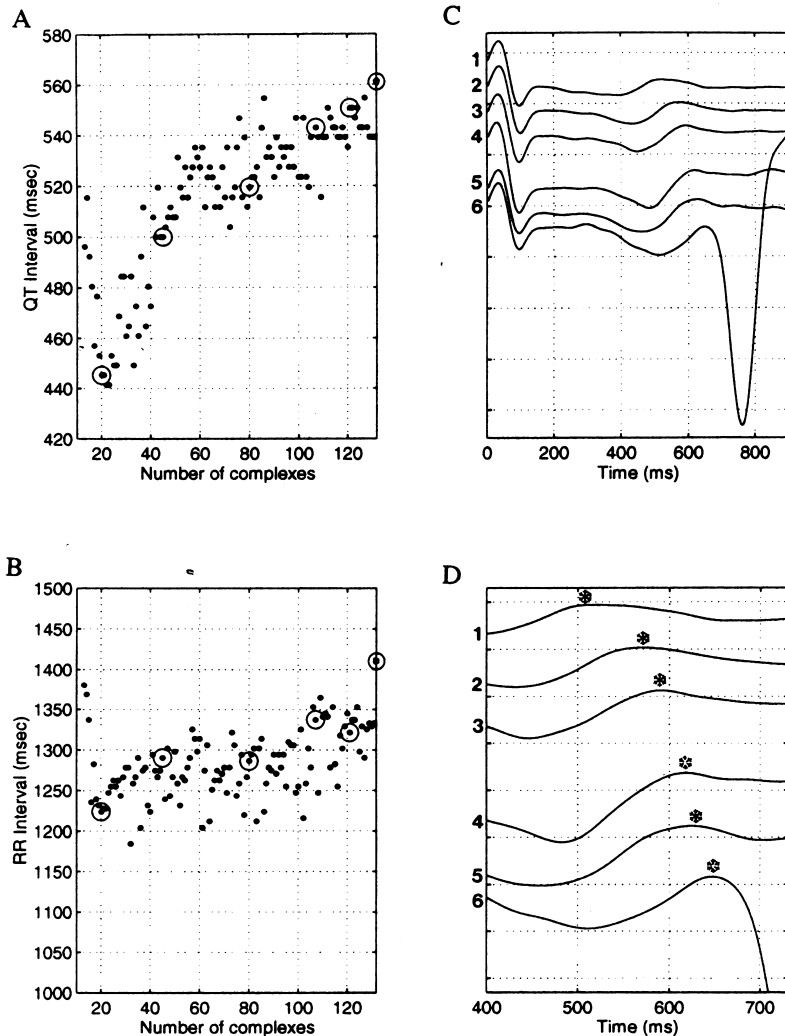 A
QT Interval (msec)
580
560
540
520
500
480
460
440
420
20 40 60 80 100 120
Number of complexes
C
1
2
3
4
5
6
0 200 400 600 800
Time (ms)
B
RR Interval (msec)
1500
1450
1400
1350
1300
1250
1200
1150
1100
1050
1000
20 40 60 80 100 120
Number of complexes
D
1
2
3
4
5
6
400 500 600 700
Time (ms)